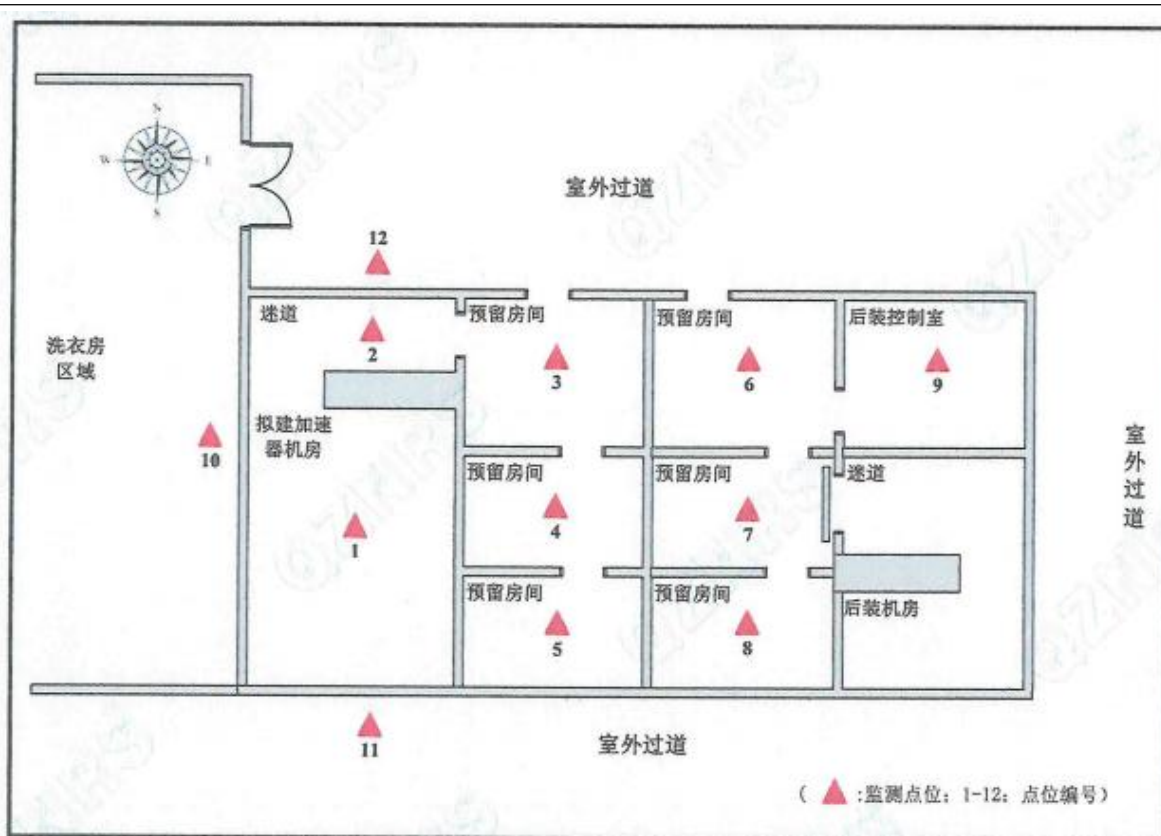 N
W
E
S
室外过道
12
迷道
预留房间
预留房间
后装控制室
2
3
6
9
洗衣房
区域
拟建加速
器机房
10
预留房间
预留房间
迷道
室外过道
1
4
7
预留房间
预留房间
后装机房
5
8
11
室外过道
( ▲:监测点位; 1-12: 点位编号)
QZKHRS